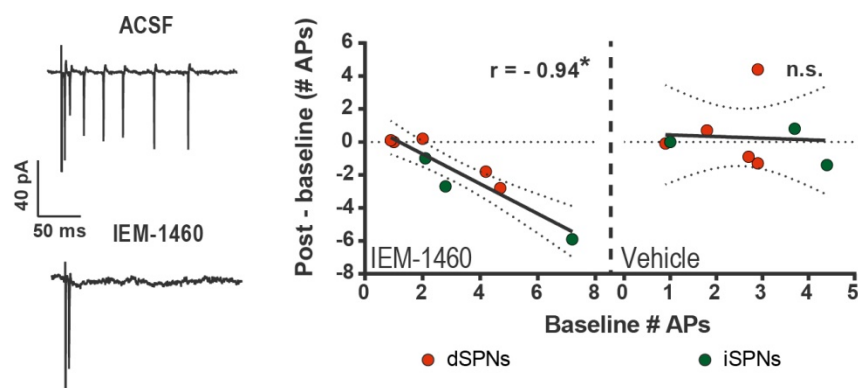 ACSF
40 pA
50 ms
IEM-1460
Post - baseline (# APs)
6
4
2
0
-2
-4
-6
-8
r = - 0.94*
n.s.
IEM-1460
Vehicle
0 2 4 6 8 0 1 2 3 4 5
Baseline # APs
dSPNs
iSPNs